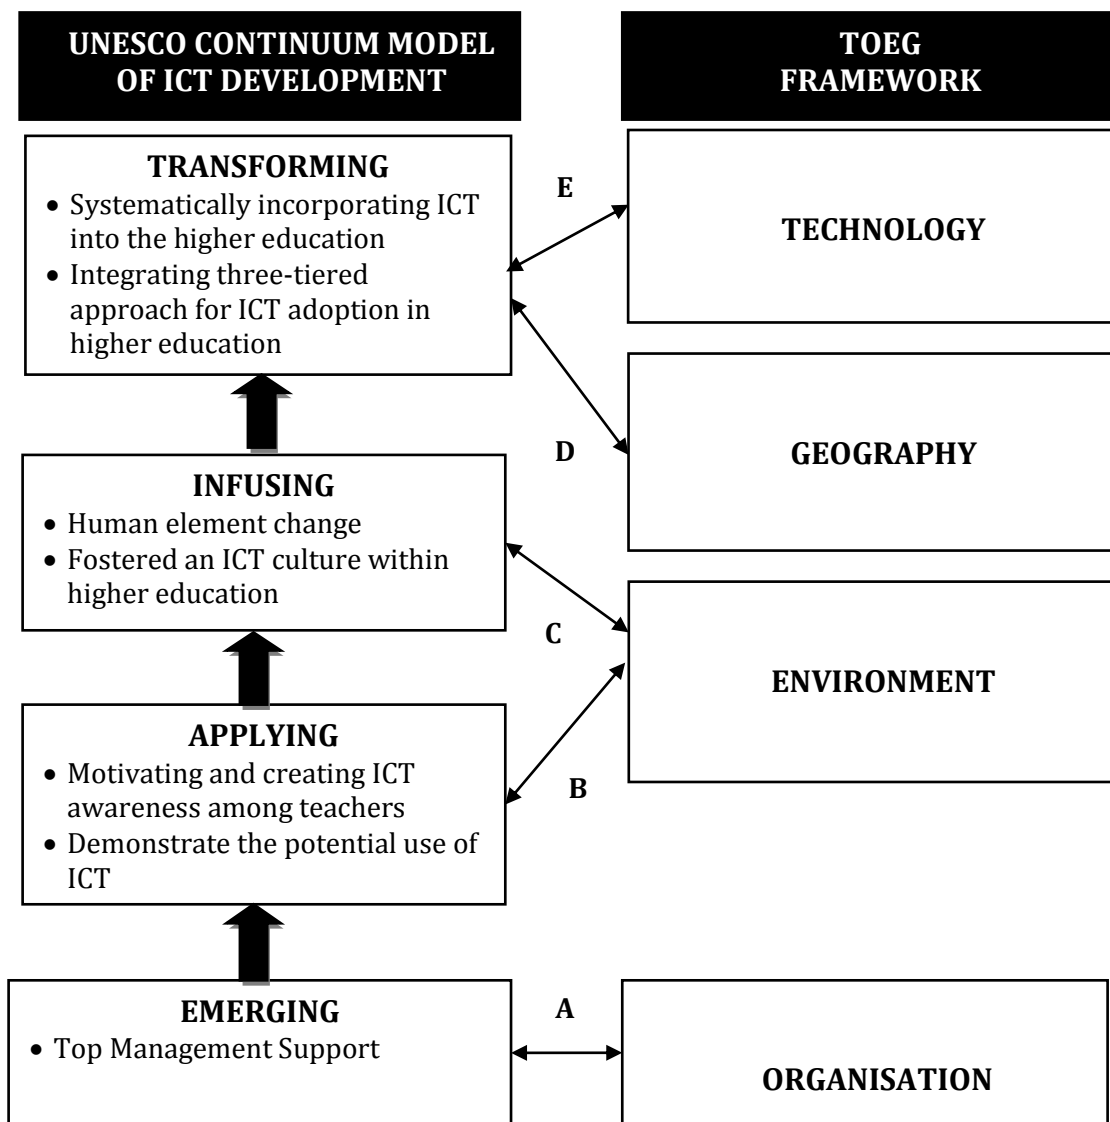 UNESCO CONTINUUM MODEL
OF ICT DEVELOPMENT
TOEG
FRAMEWORK
TRANSFORMING
• Systematically incorporating ICT
into the higher education
• Integrating three-tiered
approach for ICT adoption in
higher education
E
TECHNOLOGY
D
GEOGRAPHY
INFUSING
• Human element change
• Fostered an ICT culture within
higher education
C
ENVIRONMENT
APPLYING
• Motivating and creating ICT
awareness among teachers
• Demonstrate the potential use of
ICT
B
EMERGING
• Top Management Support
A
ORGANISATION